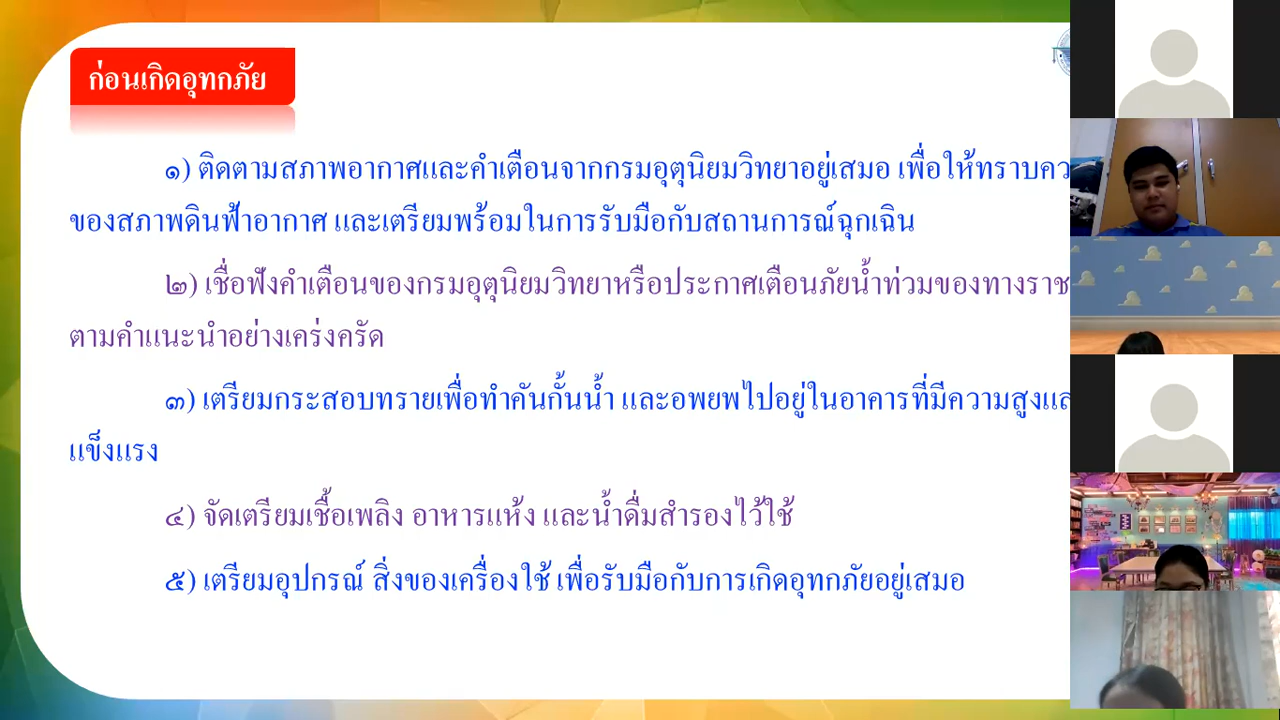 ก่อนเกิดอุทกภัย
๑) ติดตามสภาพอากาศและคำเตือนจากกรมอุตุนิยมวิทยาอยู่เสมอ เพื่อให้ทราบ
ของสภาพดินฟ้าอากาศ และเตรียมพร้อมในการรับมือกับสถานการณ์ฉุกเฉิน
๒) เชื่อฟังคำเตือนของกรมอุตุนิยมวิทยาหรือประกาศเตือนภัยน้ำท่วมของทางราช
ตามคำแนะนำอย่างเคร่งครัด
๓) เตรียมกระสอบทรายเพื่อทำคันกั้นน้ำ และอพยพไปอยู่ในอาคารที่มีความสูง
แข็งแรง
๔) จัดเตรียมเชื้อเพลิง อาหารแห้ง และน้ำดื่มสำรองไว้ใช้
๕) เตรียมอุปกรณ์ สิ่งของเครื่องใช้ เพื่อรับมือกับการเกิดอุทกภัยอยู่เสมอ